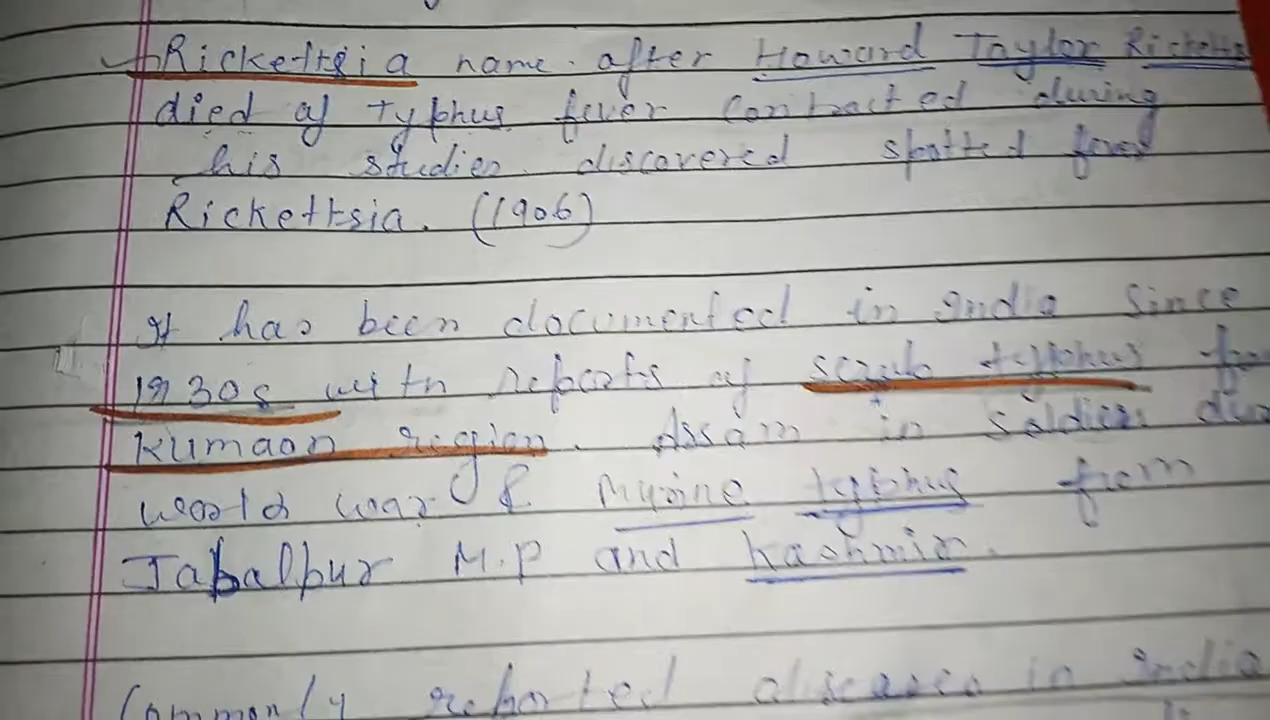 Rickettsia name after Howard Taylor Ricketts
died of typhus fever contracted during
his studies. discovered spotted fever
Rickettsia. (1906)
It has been documented in India Since
1930s with reports of scrub typhus from
Kumaon region. Assam in soldiers
world war & Murine typhus from
Jabalpur M.P and Kashmir.
Commonly reported diseases in India